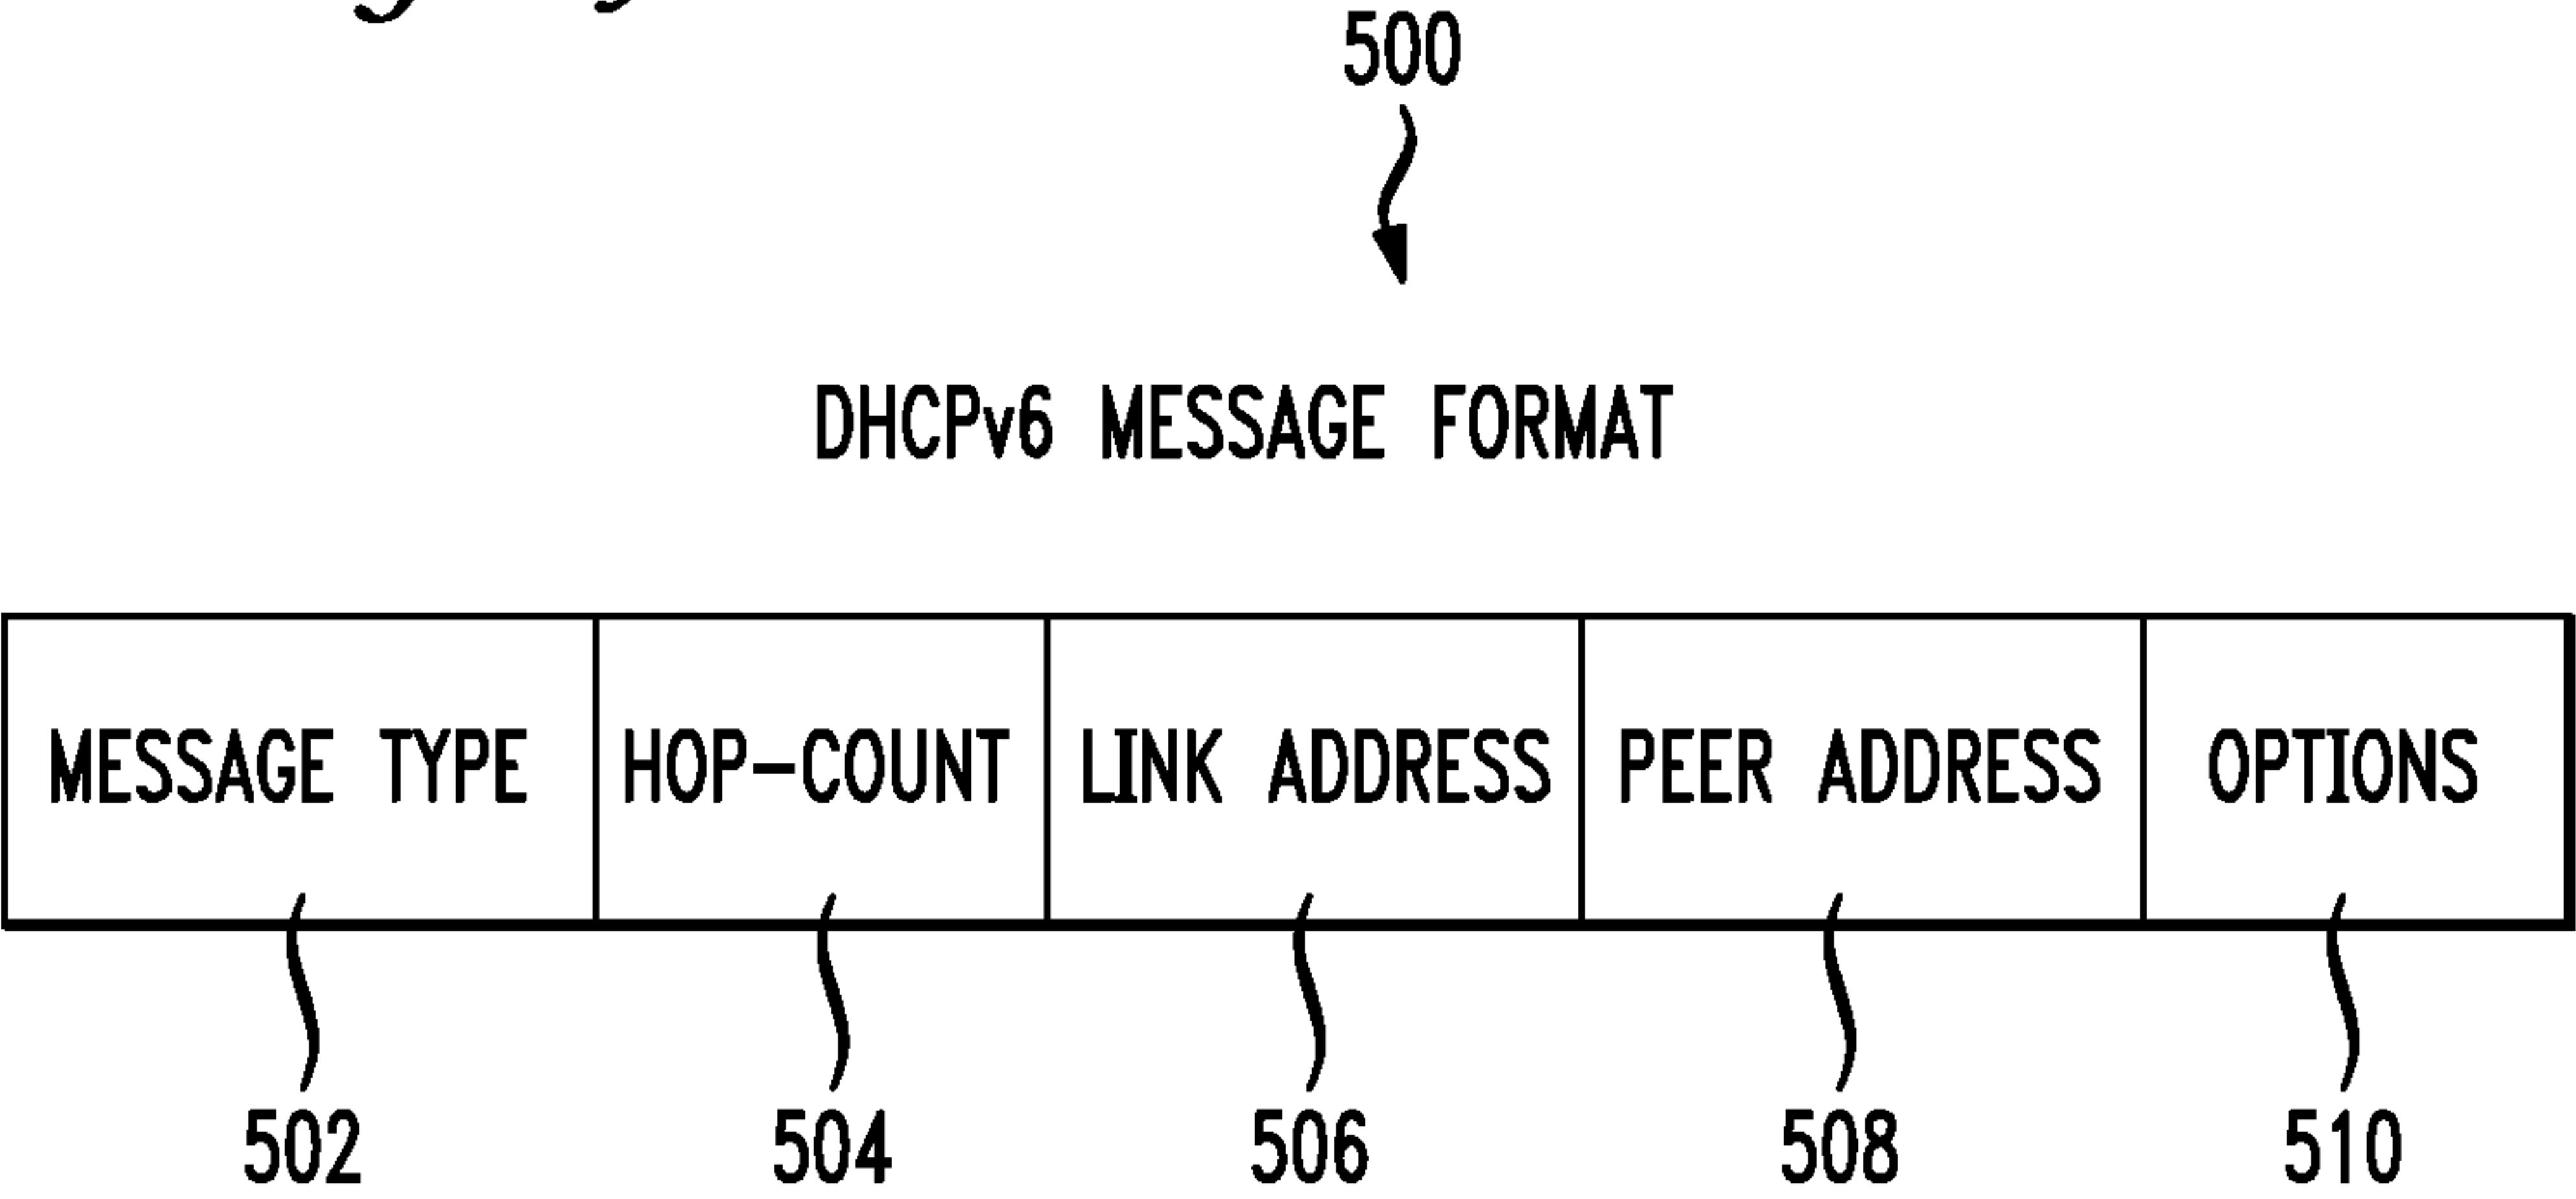 500
DHCPv6 MESSAGE FORMAT
MESSAGE TYPE HOP-COUNT LINK ADDRESS PEER ADDRESS OPTIONS
502 504 506 508 510